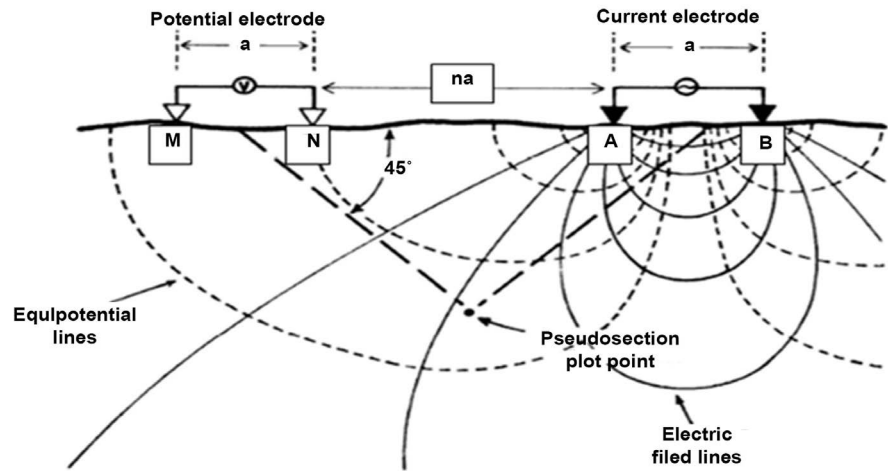 Potential electrode
Current electrode
a
a
V
na
M
N
A
B
45°
Equlpotential
lines
Pseudosection
plot point
Electric
filed lines